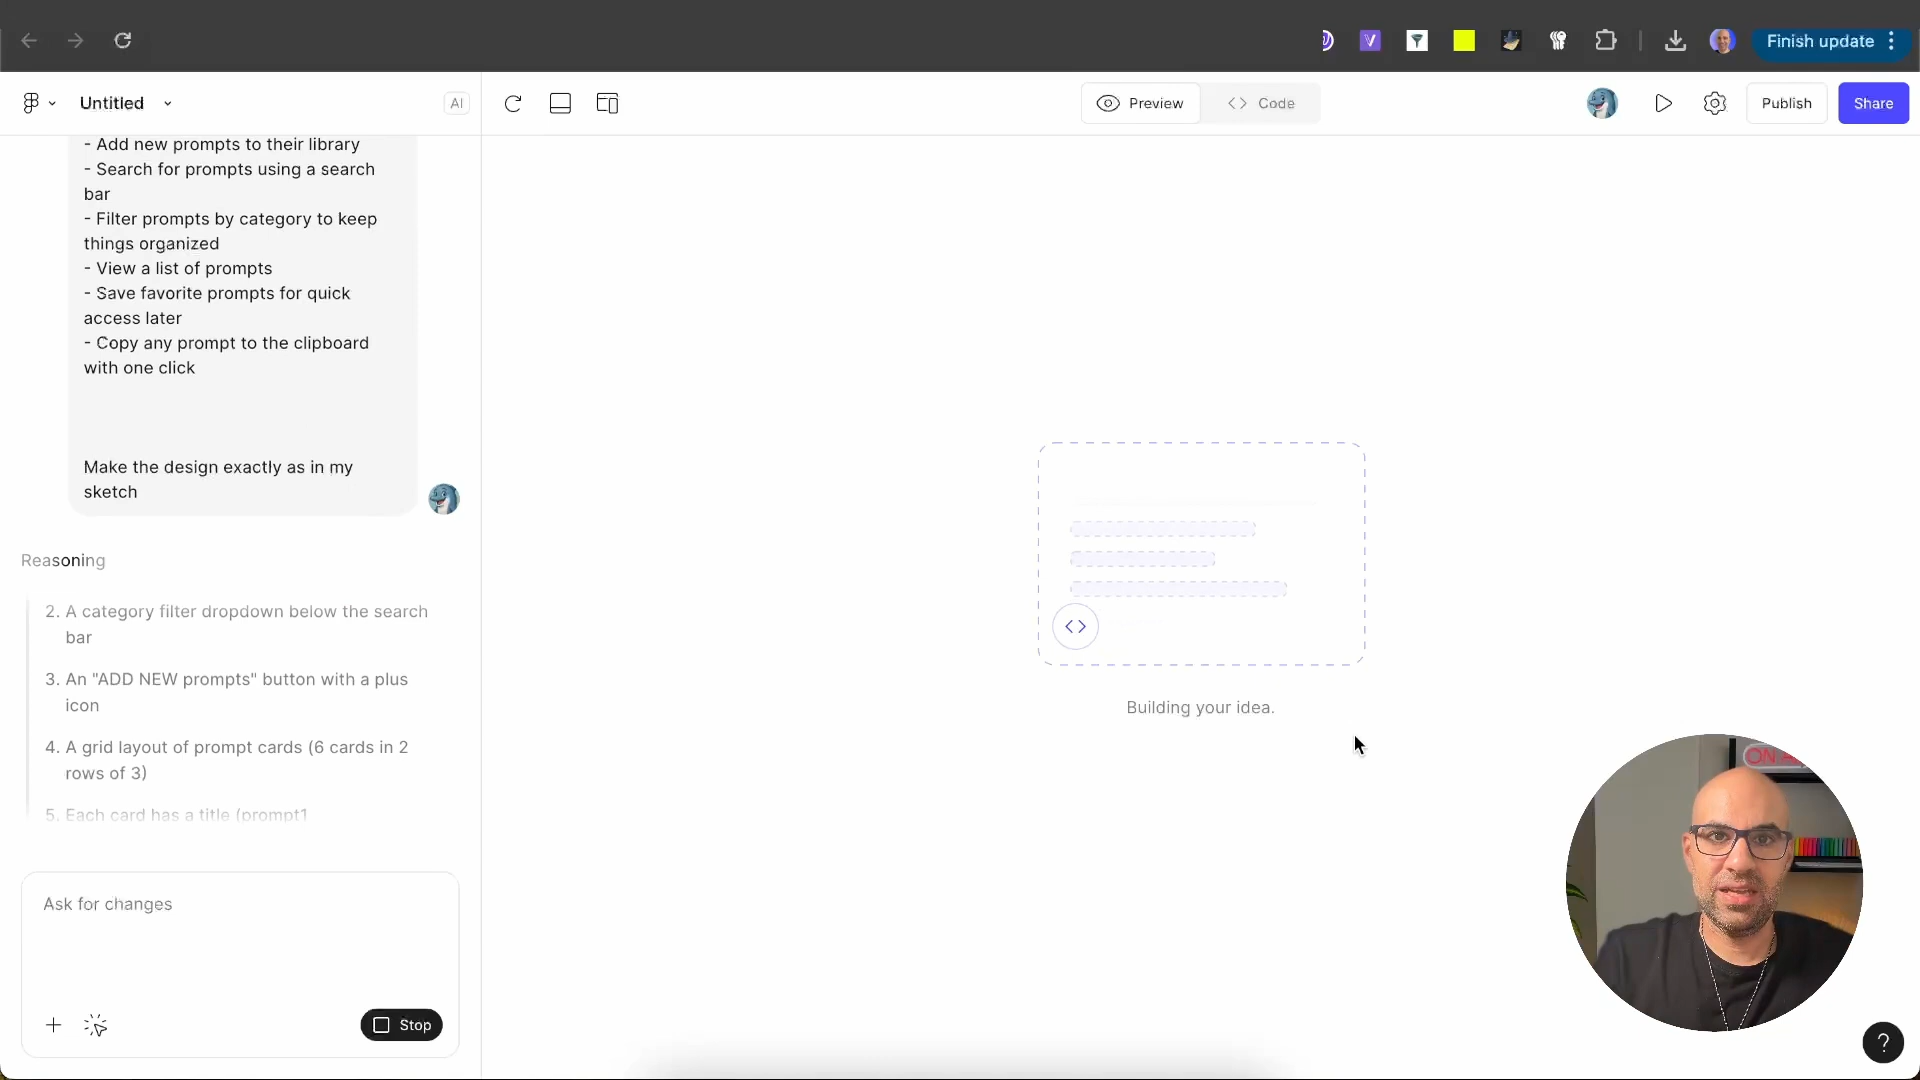 Finish update
Untitled
AI
Preview
Code
Publish
Share
- Add new prompts to their library
- Search for prompts using a search
bar
- Filter prompts by category to keep
things organized
- View a list of prompts
- Save favorite prompts for quick
access later
- Copy any prompt to the clipboard
with one click
Make the design exactly as in my
sketch
Reasoning
2. A category filter dropdown below the search
bar
3. An "ADD NEW prompts" button with a plus
icon
4. A grid layout of prompt cards (6 cards in 2
rows of 3)
5. Each card has a title (prompt1
Building your idea.
ON A
Ask for changes
Stop
?